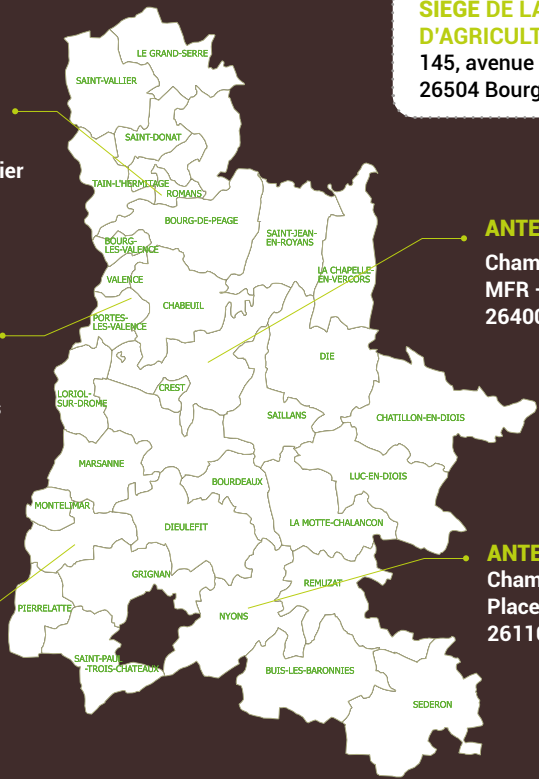 SIÈGE DE LA
D'AGRICULT
145, avenue
26504 Bourg
LE GRAND-SERRE
SAINT-VALLIER
SAINT-DONAT
ier
TAIN-L'HERMITAGE
ROMANS
BOURG-DE-PEAGE
SAINT-JEAN-
EN-ROYANS
BOURG-
LES-VALENCE
ANTE
Cham
MFR -
26400
LA CHAPELLE-
EN-VERCORS
VALENCE
CHABEUIL
PORTES-
LES-VALENCE
DIE
CREST
LORIOL-
SUR-DROME
s
SAILLANS
CHATILLON-EN-DIOIS
MARSANNE
LUC-EN-DIOIS
BOURDEAUX
MONTELIMAR
DIEULEFIT
LA MOTTE-CHALANCON
ANTE
Cham
Place
26110
GRIGNAN
REMUZAT
PIERRELATTE
NYONS
SAINT-PAUL
-TROIS-CHATEAUX
BUIS-LES-BARONNIES
SEDERON